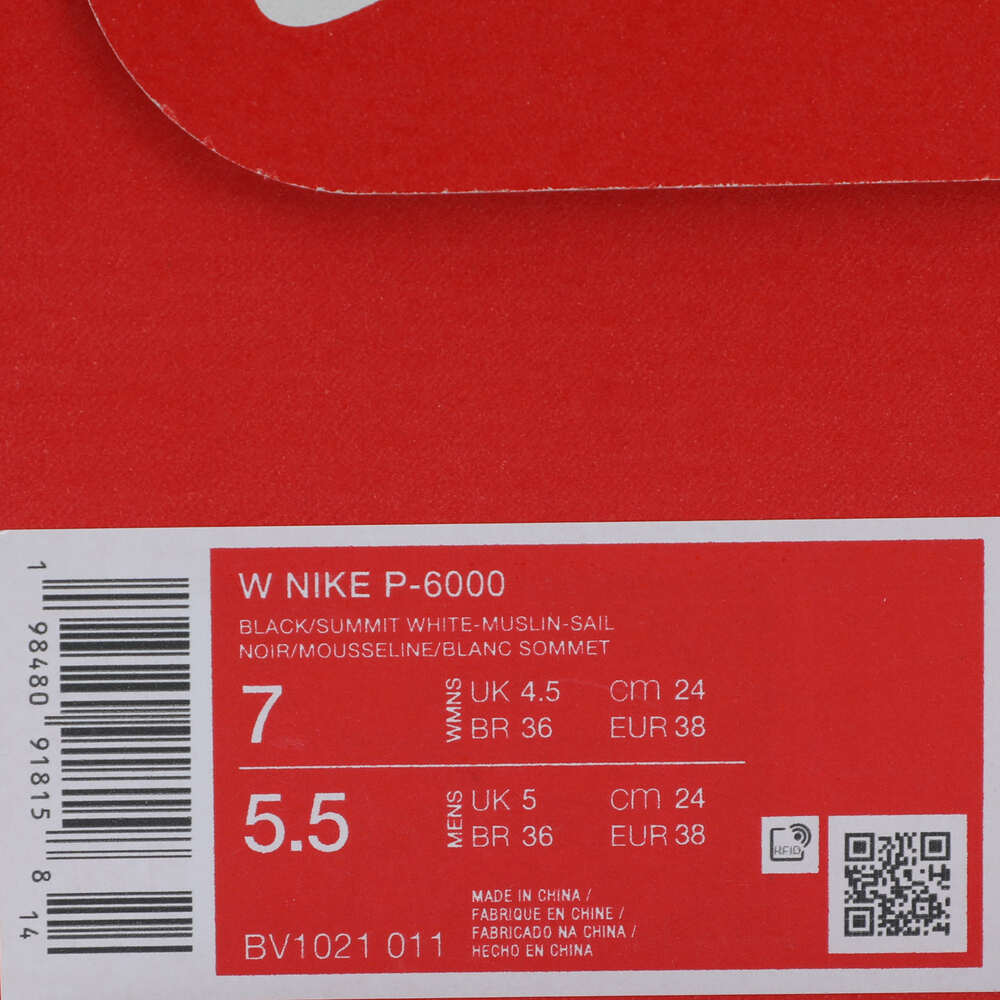 W NIKE P-6000
BLACK/SUMMIT WHITE-MUSLIN-SAIL
NOIR/MOUSSELINE/BLANC SOMMET
7 WMNS UK 4.5 cm 24
BR 36 EUR 38
5.5 MENS UK 5 cm 24
BR 36 EUR 38
RFID
MADE IN CHINA /
FABRIQUE EN CHINE /
FABRICADO NA CHINA /
HECHO EN CHINA
BV1021 011
1 98480 91815 8 14